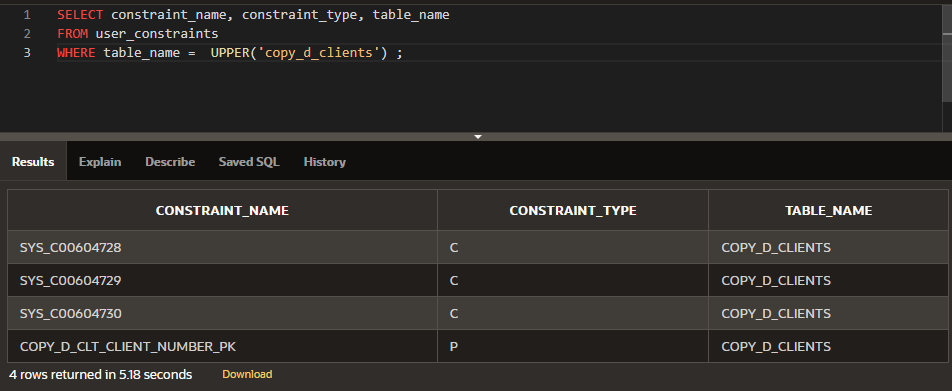 1 SELECT constraint_name, constraint_type, table_name
2 FROM user_constraints
3 WHERE table_name =  UPPER('copy_d_clients') ;
Results Explain Describe Saved SQL History
CONSTRAINT_NAME CONSTRAINT_TYPE TABLE_NAME
SYS_C00604728 C COPY_D_CLIENTS
SYS_C00604729 C COPY_D_CLIENTS
SYS_C00604730 C COPY_D_CLIENTS
COPY_D_CLT_CLIENT_NUMBER_PK P COPY_D_CLIENTS
4 rows returned in 5.18 seconds Download